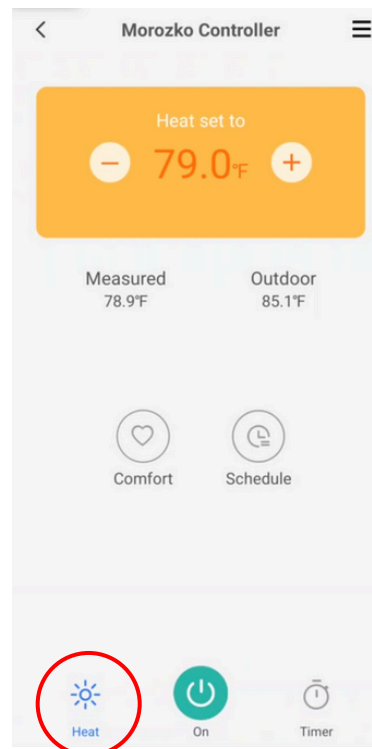 Morozko Controller
Heat set to
79.0°F
Measured
Outdoor
78.9°F
85.1°F
Comfort
Schedule
Heat
On
Timer